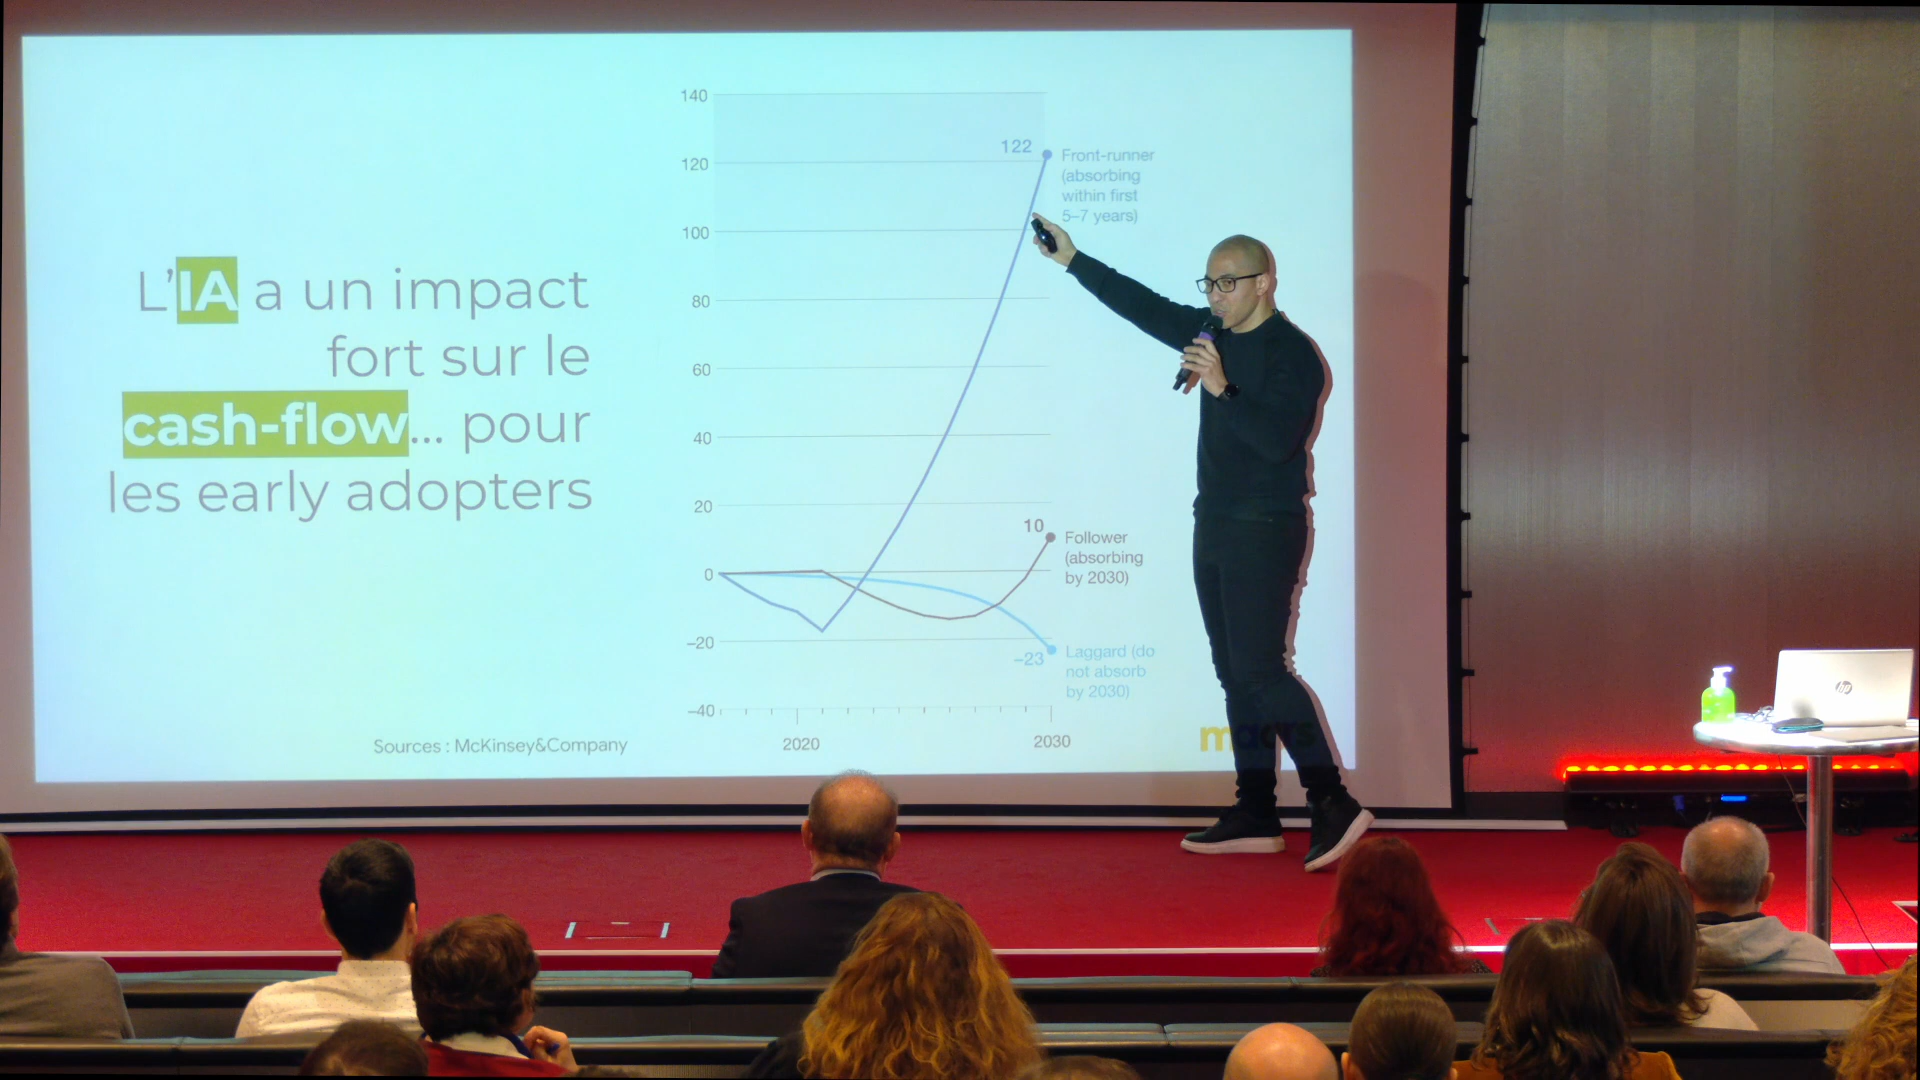 L'IA a un impact
fort sur le
cash-flow... pour
les early adopters
Sources : McKinsey&Company
140
120
100
80
60
40
20
0
–20
–40
2020
2030
122
Front-runner
(absorbing
within first
5–7 years)
10
Follower
(absorbing
by 2030)
–23
Laggard (do
not absorb
by 2030)
hp